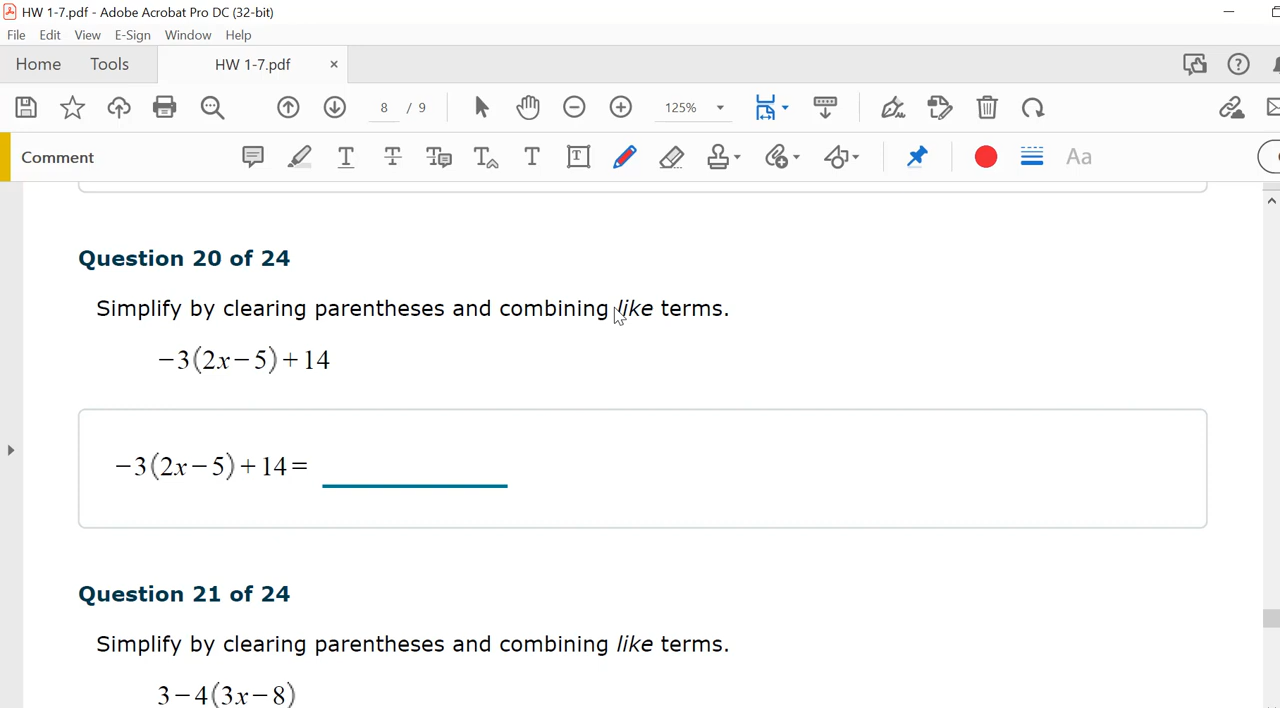 HW 1-7.pdf - Adobe Acrobat Pro DC (32-bit)
File Edit View E-Sign Window Help
Home Tools HW 1-7.pdf ×
8 / 9 125%
Comment T T T T T T Aa
Question 20 of 24
Simplify by clearing parentheses and combining like terms.
−3(2x−5)+14
−3(2x−5)+14=
Question 21 of 24
Simplify by clearing parentheses and combining like terms.
3−4(3x−8)